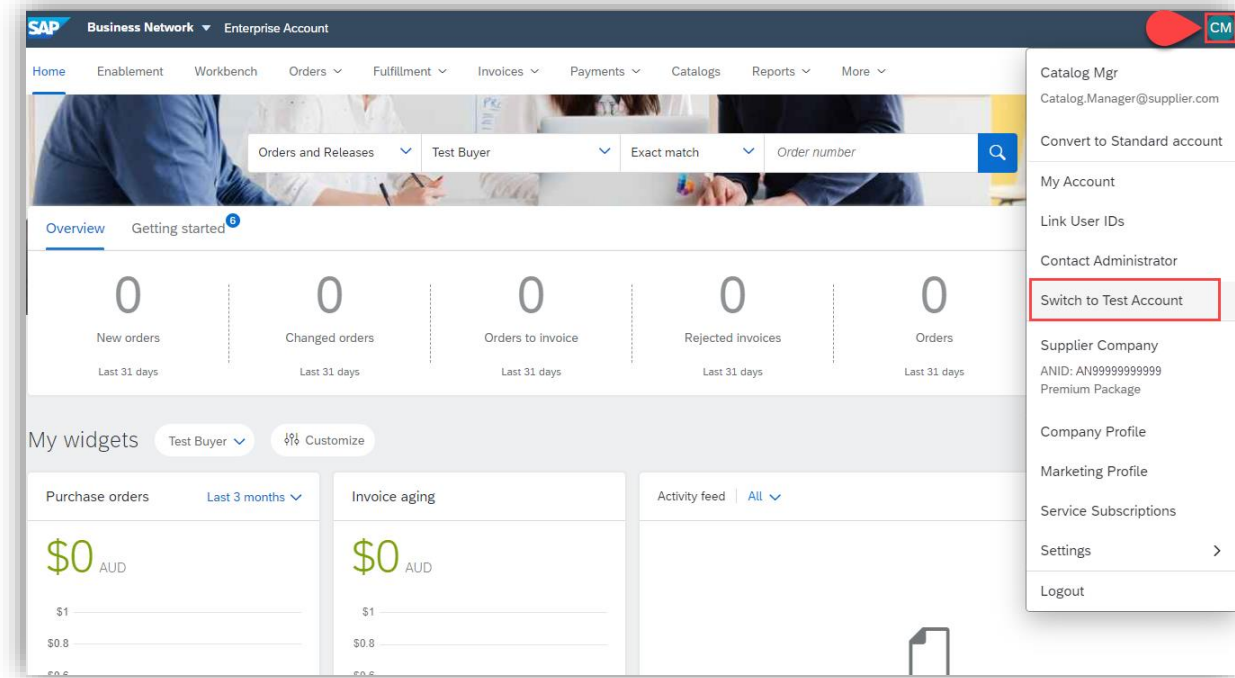 SAP Business Network Enterprise Account CM
Home Enablement Workbench Orders Fulfillment Invoices Payments Catalogs Reports More
Orders and Releases Test Buyer Exact match Order number
Overview Getting started 6
0 0 0 0 0
New orders Changed orders Orders to invoice Rejected invoices Orders
Last 31 days Last 31 days Last 31 days Last 31 days Last 31 days
My widgets Test Buyer Customize
Purchase orders Last 3 months Invoice aging Activity feed All
$0 AUD $0 AUD
$1 $1
$0.8 $0.8
Catalog Mgr
Catalog.Manager@supplier.com
Convert to Standard account
My Account
Link User IDs
Contact Administrator
Switch to Test Account
Supplier Company
ANID: AN99999999999
Premium Package
Company Profile
Marketing Profile
Service Subscriptions
Settings
Logout